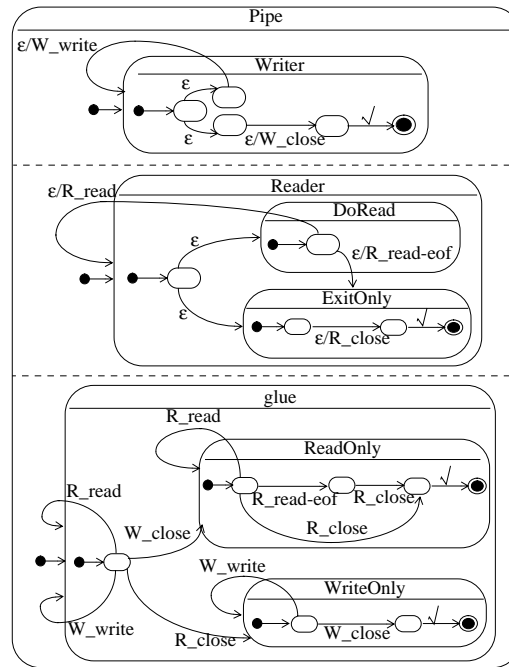 Pipe
ε/W_write
Writer
ε
ε
ε/W_close
√
Reader
ε/R_read
DoRead
ε
ε/R_read-eof
ExitOnly
ε
√
ε/R_close
glue
R_read
ReadOnly
√
R_read
R_read-eof
R_close
W_close
R_close
W_write
WriteOnly
√
W_write
R_close
W_close